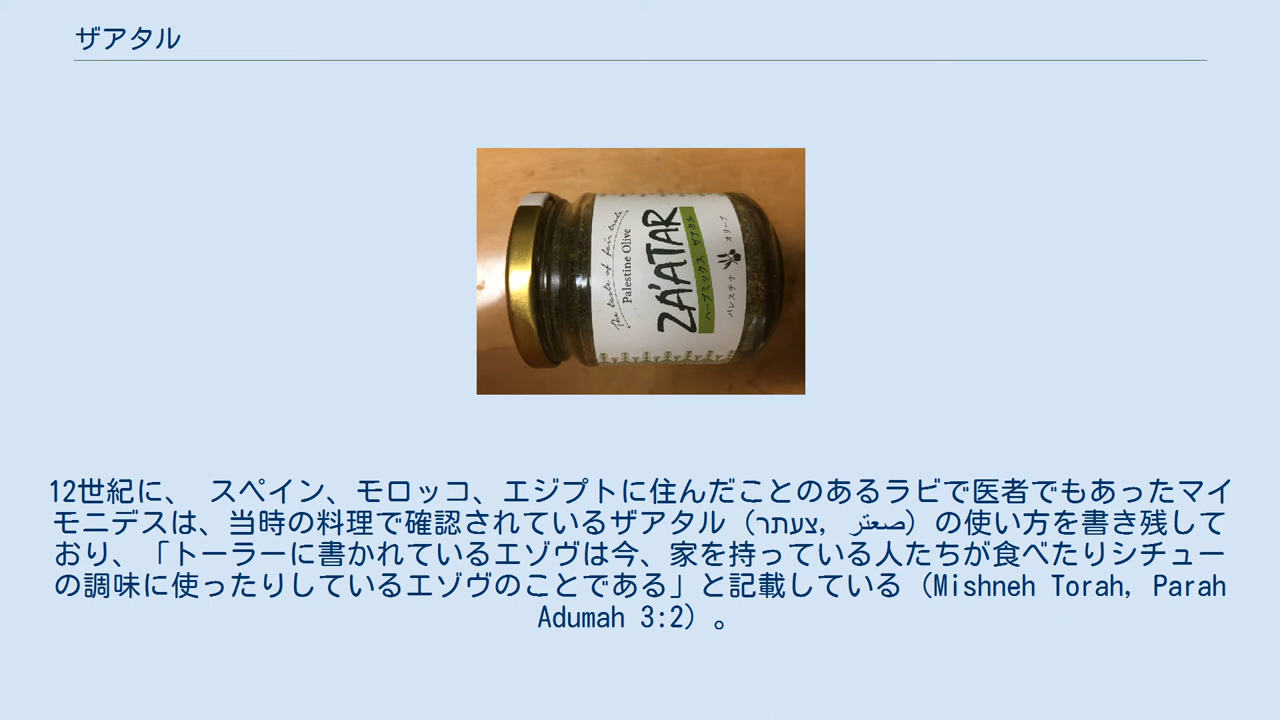 ザアタル
The taste of fair trade
Palestine Olive
ZA'ATAR
ハーブミックス ザアタル
パレスチナ オリーブ
12世紀に、 スペイン、モロッコ、エジプトに住んだことのあるラビで医者でもあったマイ
モニデスは、当時の料理で確認されているザアタル（צעתר, صعتر）の使い方を書き残して
おり、「トーラーに書かれているエゾヴは今、家を持っている人たちが食べたりシチュー
の調味に使ったりしているエゾヴのことである」と記載している（Mishneh Torah, Parah
Adumah 3:2）。